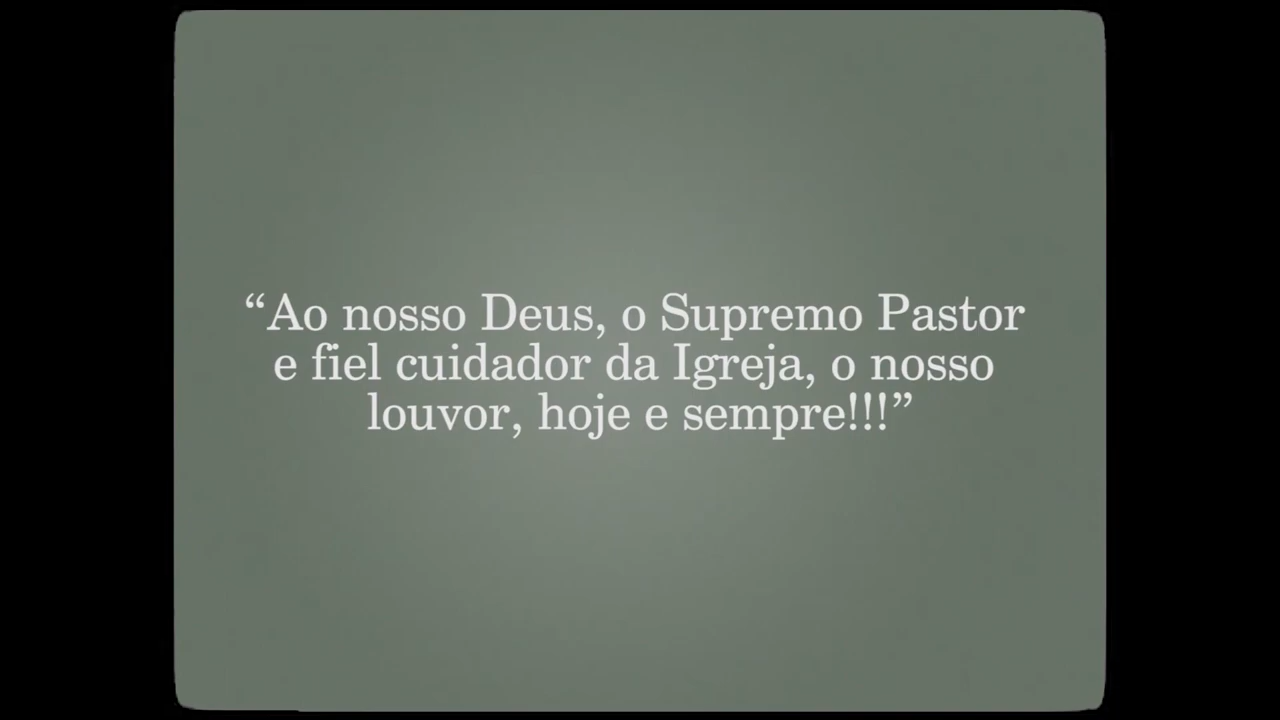 “Ao nosso Deus, o Supremo Pastor
e fiel cuidador da Igreja, o nosso
louvor, hoje e sempre!!!”